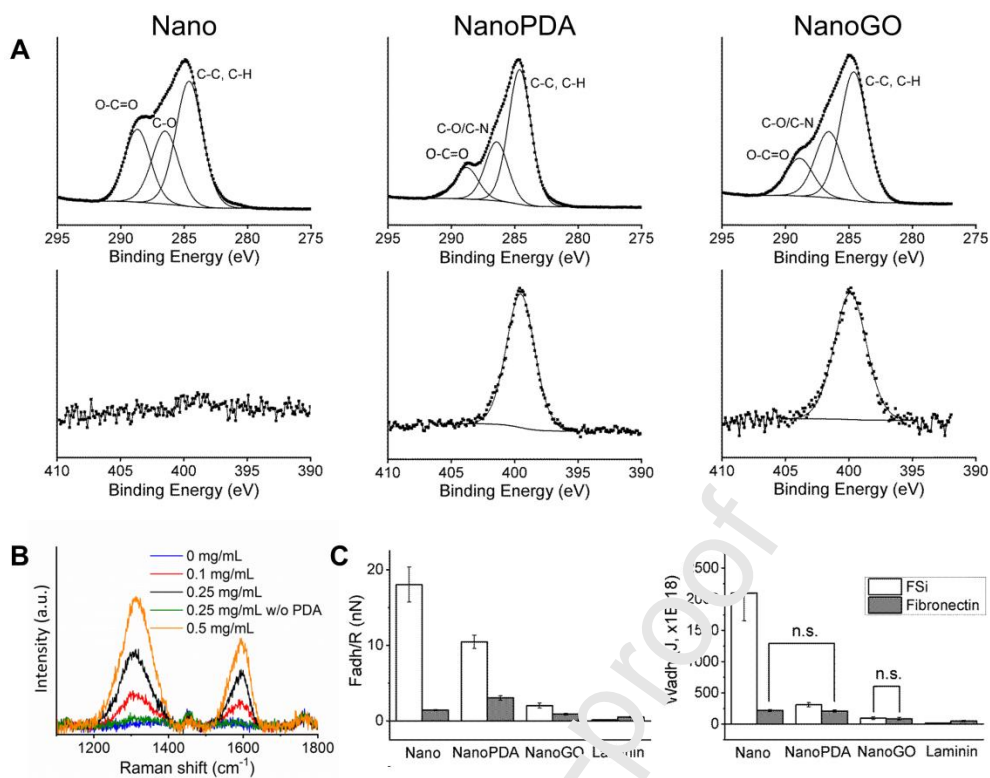 Nano
NanoPDA
NanoGO
A
O-C=O
C-O
C-C, C-H
295 290 285 280 275
Binding Energy (eV)
O-C=O
C-O/C-N
C-C, C-H
295 290 285 280 275
Binding Energy (eV)
O-C=O
C-O/C-N
C-C, C-H
295 290 285 280 275
Binding Energy (eV)
410 405 400 395 390
Binding Energy (eV)
410 405 400 395 390
Binding Energy (eV)
410 405 400 395 390
Binding Energy (eV)
B
0 mg/mL
0.1 mg/mL
0.25 mg/mL
0.25 mg/mL w/o PDA
0.5 mg/mL
Intensity (a.u.)
1200 1400 1600 1800
Raman shift (cm⁻¹)
C
Fadh/R (nN)
20
10
0
Nano NanoPDA NanoGO Laminin
FSi
Fibronectin
n.s.
n.s.
500
250
0
Nano NanoPDA NanoGO Laminin
proof